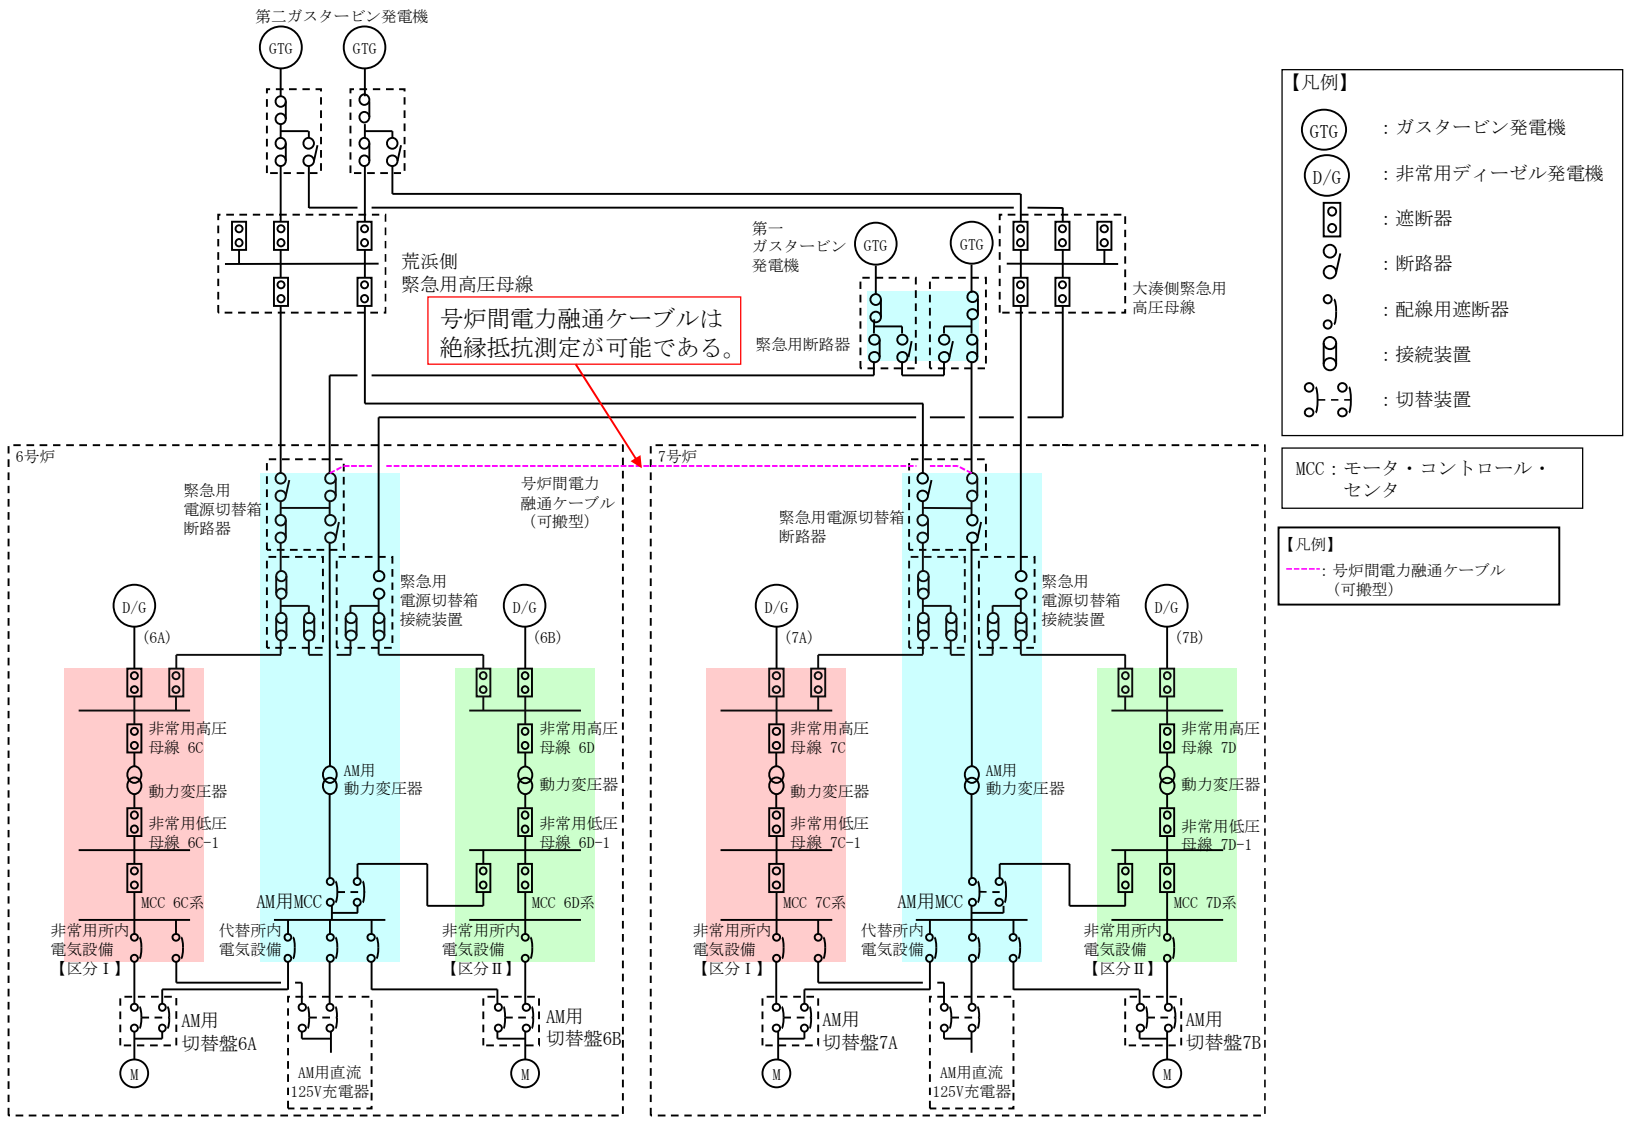 第二ガスタービン発電機
GTG
GTG
荒浜側
緊急用高圧母線
第一
ガスタービン
発電機
GTG
GTG
大湊側緊急用
高圧母線
緊急用断路器
号炉間電力融通ケーブルは
絶縁抵抗測定が可能である。
【凡例】
GTG
：ガスタービン発電機
D/G
：非常用ディーゼル発電機
：遮断器
：断路器
：配線用遮断器
：接続装置
：切替装置
MCC：モータ・コントロール・
センタ
【凡例】
：号炉間電力融通ケーブル
（可搬型）
6号炉
緊急用
電源切替箱
断路器
号炉間電力
融通ケーブル
（可搬型）
緊急用
電源切替箱
接続装置
D/G
(6A)
D/G
(6B)
非常用高圧
母線 6C
動力変圧器
非常用低圧
母線 6C-1
MCC 6C系
非常用所内
電気設備
【区分Ⅰ】
AM用
動力変圧器
AM用MCC
代替所内
電気設備
非常用高圧
母線 6D
動力変圧器
非常用低圧
母線 6D-1
MCC 6D系
非常用所内
電気設備
【区分Ⅱ】
AM用
切替盤6A
M
AM用直流
125V充電器
AM用
切替盤6B
M
7号炉
緊急用電源切替箱
断路器
緊急用
電源切替箱
接続装置
D/G
(7A)
D/G
(7B)
非常用高圧
母線 7C
動力変圧器
非常用低圧
母線 7C-1
MCC 7C系
非常用所内
電気設備
【区分Ⅰ】
AM用
動力変圧器
AM用MCC
代替所内
電気設備
非常用高圧
母線 7D
動力変圧器
非常用低圧
母線 7D-1
MCC 7D系
非常用所内
電気設備
【区分Ⅱ】
AM用
切替盤7A
M
AM用直流
125V充電器
AM用
切替盤7B
M